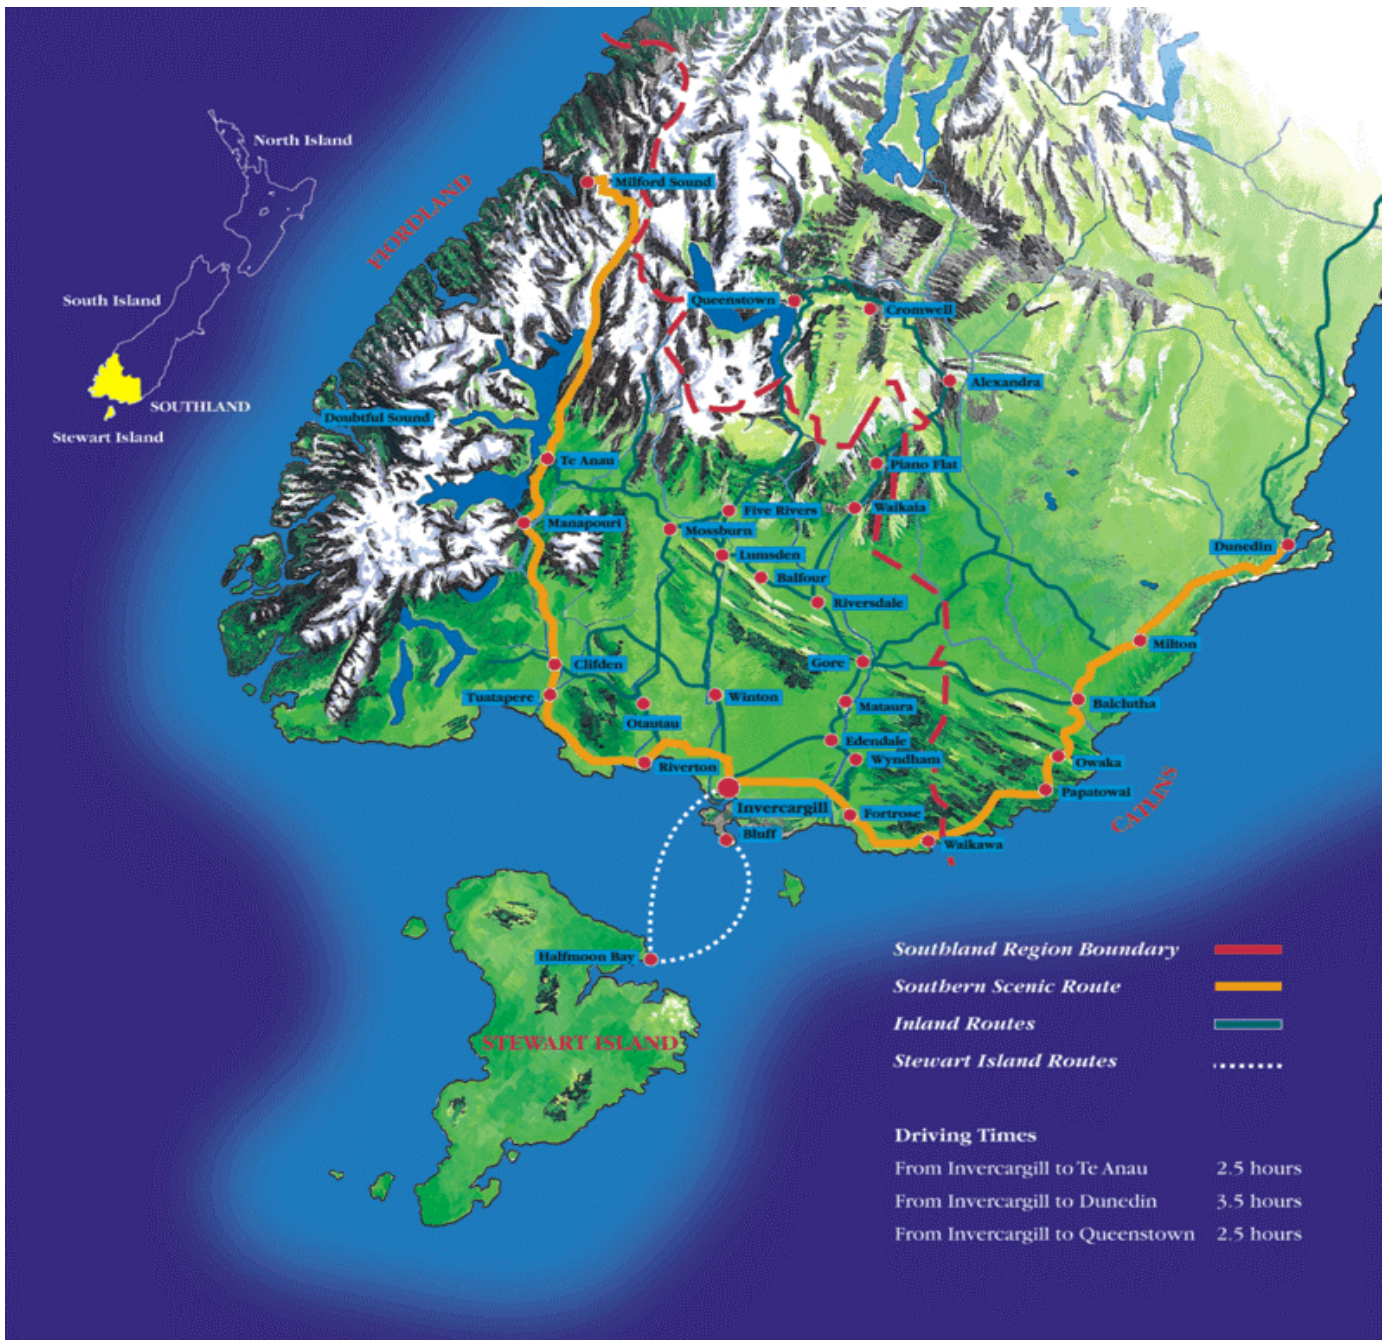 North Island
South Island
SOUTHLAND
Stewart Island
FIORDLAND
Milford Sound
Queenstown
Cromwell
Alexandra
Doubtful Sound
Te Anau
Piano Flat
Manapouri
Five Rivers
Waikaia
Mossburn
Dunedin
Lumsden
Balfour
Riversdale
Milton
Clifden
Gore
Tuatapere
Winton
Mataura
Balclutha
Otautau
Edendale
Wyndham
Owaka
Riverton
Papatowai
CATLINS
Invercargill
Fortrose
Bluff
Waikawa
Halfmoon Bay
STEWART ISLAND
Southland Region Boundary
Southern Scenic Route
Inland Routes
Stewart Island Routes
Driving Times
From Invercargill to Te Anau 2.5 hours
From Invercargill to Dunedin 3.5 hours
From Invercargill to Queenstown 2.5 hours